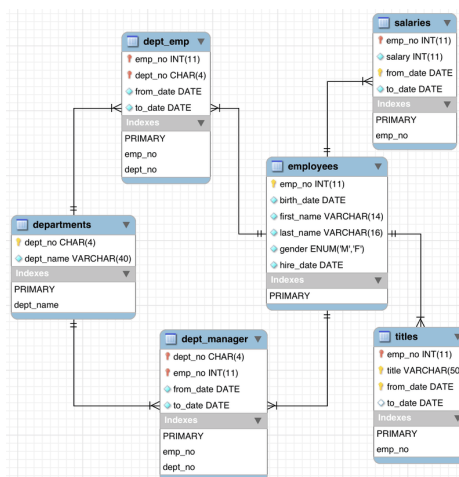 dept_emp
emp_no INT(11)
dept_no CHAR(4)
from_date DATE
to_date DATE
Indexes
PRIMARY
emp_no
dept_no
salaries
emp_no INT(11)
salary INT(11)
from_date DATE
to_date DATE
Indexes
PRIMARY
emp_no
employees
emp_no INT(11)
birth_date DATE
first_name VARCHAR(14)
last_name VARCHAR(16)
gender ENUM('M','F')
hire_date DATE
Indexes
PRIMARY
departments
dept_no CHAR(4)
dept_name VARCHAR(40)
Indexes
PRIMARY
dept_name
dept_manager
dept_no CHAR(4)
emp_no INT(11)
from_date DATE
to_date DATE
Indexes
PRIMARY
emp_no
dept_no
titles
emp_no INT(11)
title VARCHAR(50
from_date DATE
to_date DATE
Indexes
PRIMARY
emp_no